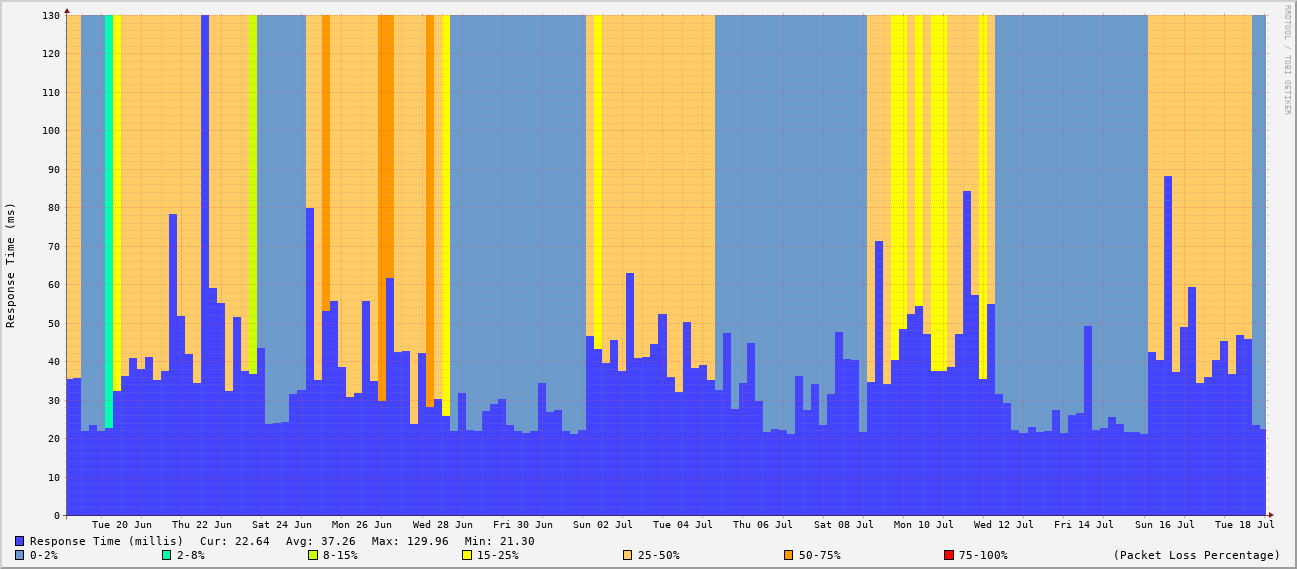 RRDTOOL / TOBI OETIKER
Response Time (ms)
130
120
110
100
90
80
70
60
50
40
30
20
10
0
Tue 20 Jun Thu 22 Jun Sat 24 Jun Mon 26 Jun Wed 28 Jun Fri 30 Jun Sun 02 Jul Tue 04 Jul Thu 06 Jul Sat 08 Jul Mon 10 Jul Wed 12 Jul Fri 14 Jul Sun 16 Jul Tue 18 Jul
Response Time (millis) Cur: 22.64 Avg: 37.26 Max: 129.96 Min: 21.30
0-2% 2-8% 8-15% 15-25% 25-50% 50-75% 75-100% (Packet Loss Percentage)